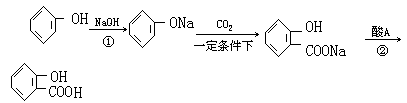 OH NaOH ① ONa CO₂ 一定条件下 OH COONa 酸A ②
OH
COOH